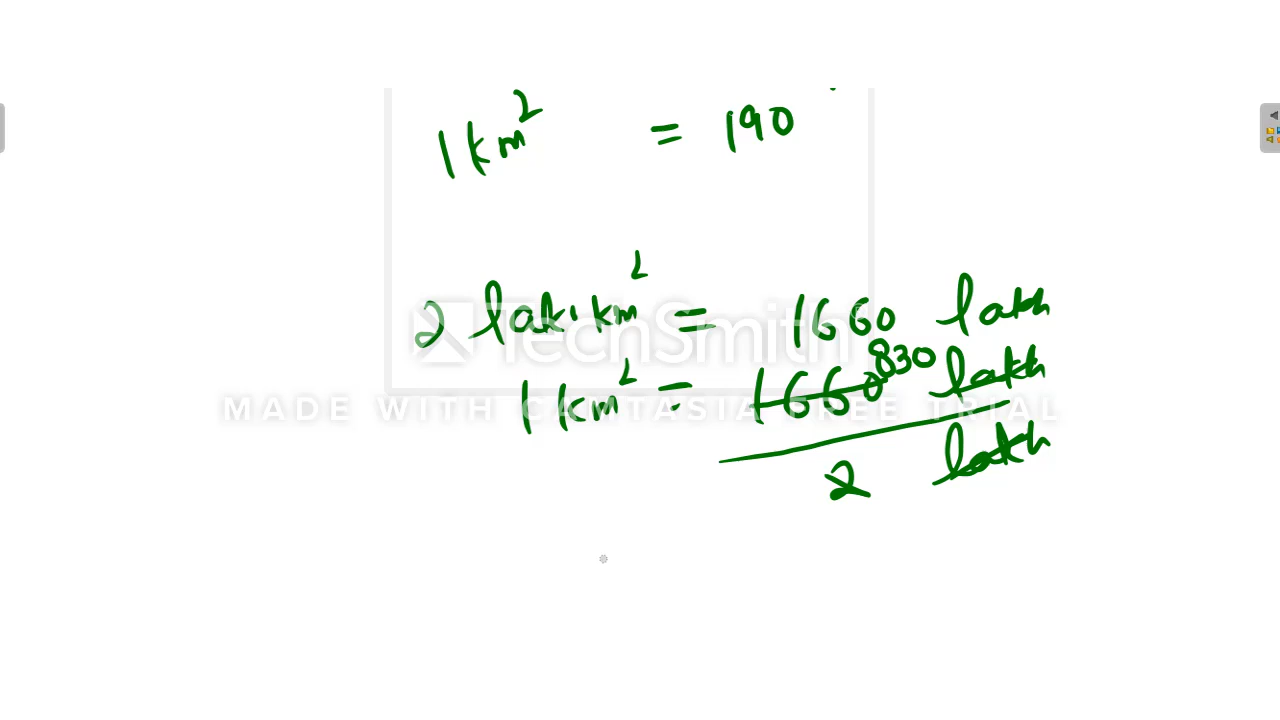 1 km² = 190
2 lakh km² = 1660 lakh
TechSmith
830
1 km² = 1660 lakh
MADE WITH CAMTASIA FREE TRIAL
2 lakh